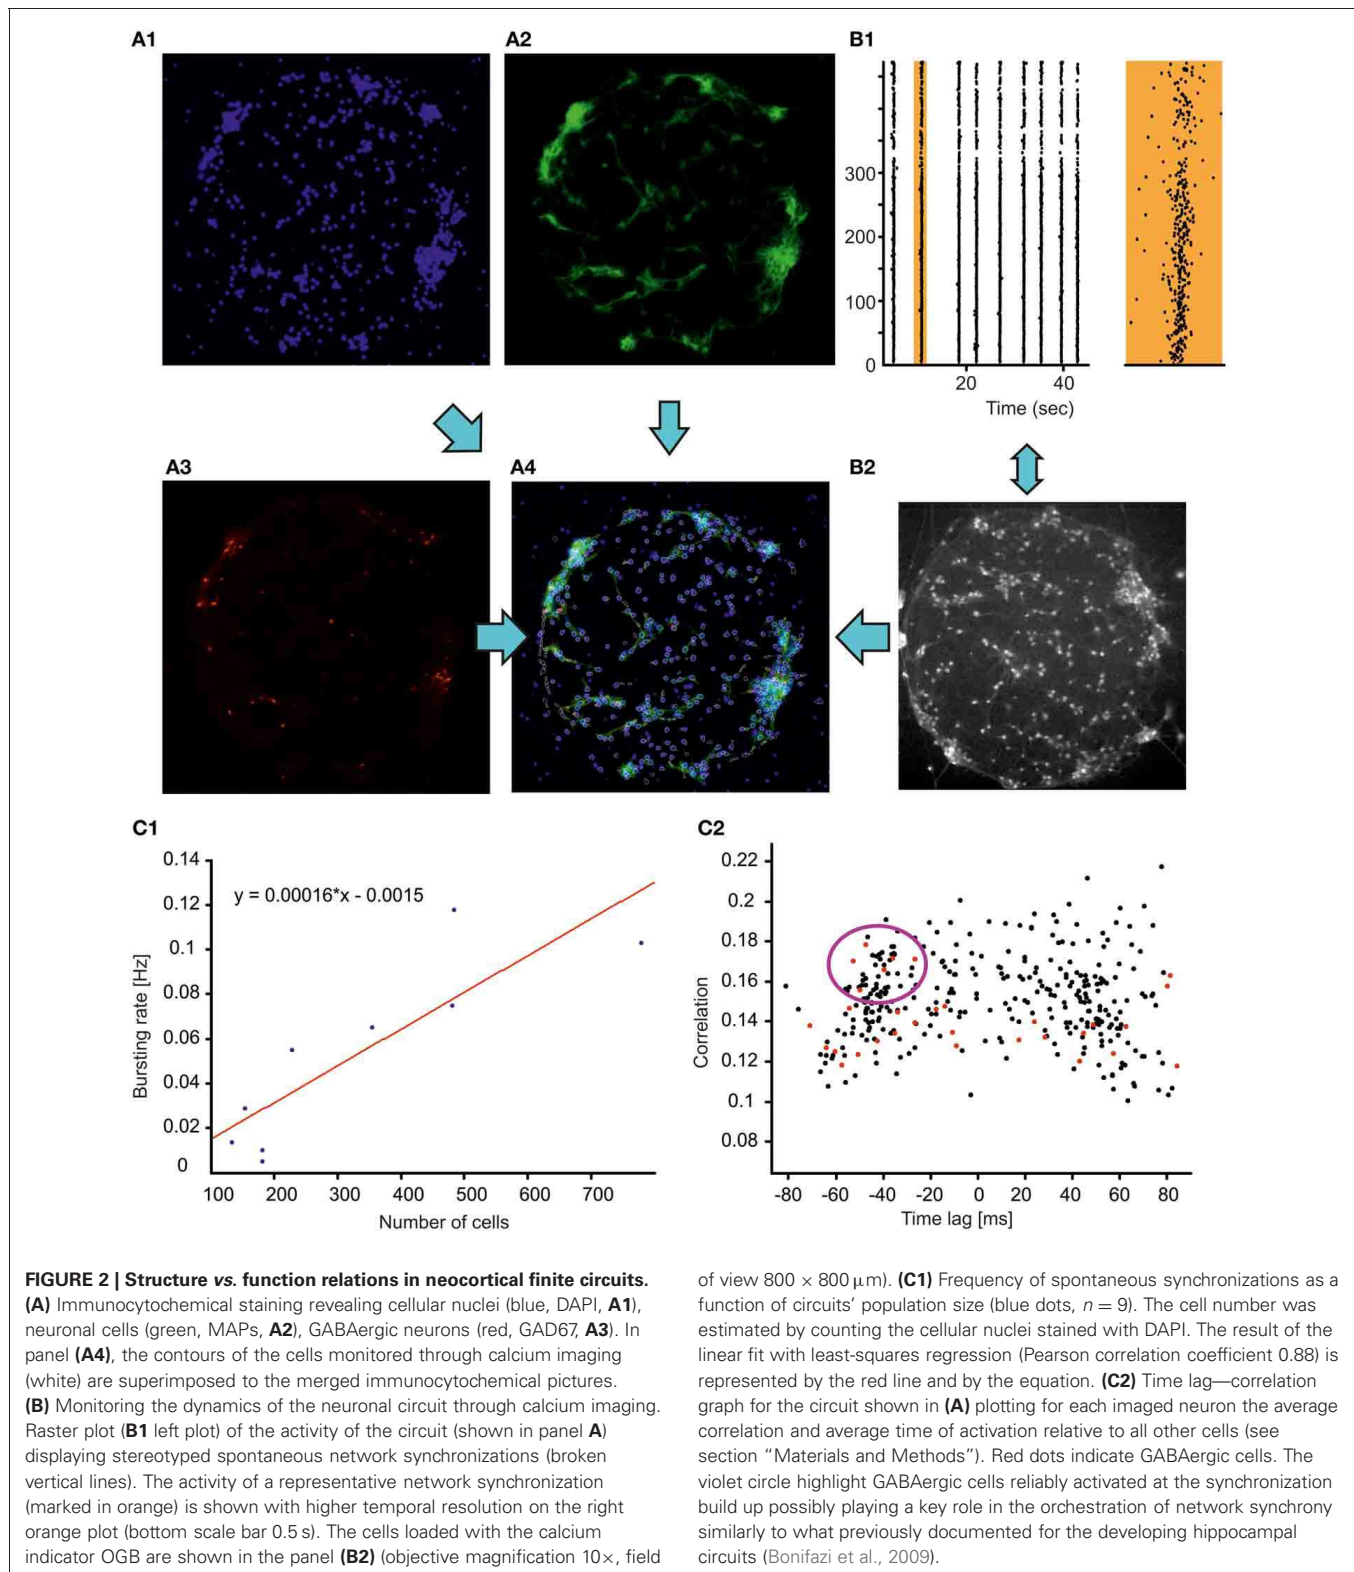 A1
A2
B1
300
200
100
0
20
40
Time (sec)
A3
A4
B2
C1
0.14
0.12
0.1
0.08
0.06
0.04
0.02
0
y = 0.00016*x - 0.0015
Bursting rate [Hz]
100
200
300
400
500
600
700
Number of cells
C2
0.22
0.2
0.18
0.16
0.14
0.12
0.1
0.08
Correlation
-80
-60
-40
-20
0
20
40
60
80
Time lag [ms]
FIGURE 2 | Structure vs. function relations in neocortical finite circuits.
(A) Immunocytochemical staining revealing cellular nuclei (blue, DAPI, A1),
neuronal cells (green, MAPs, A2), GABAergic neurons (red, GAD67, A3). In
panel (A4), the contours of the cells monitored through calcium imaging
(white) are superimposed to the merged immunocytochemical pictures.
(B) Monitoring the dynamics of the neuronal circuit through calcium imaging.
Raster plot (B1 left plot) of the activity of the circuit (shown in panel A)
displaying stereotyped spontaneous network synchronizations (broken
vertical lines). The activity of a representative network synchronization
(marked in orange) is shown with higher temporal resolution on the right
orange plot (bottom scale bar 0.5 s). The cells loaded with the calcium
indicator OGB are shown in the panel (B2) (objective magnification 10×, field
of view 800 × 800 μm). (C1) Frequency of spontaneous synchronizations as a
function of circuits' population size (blue dots, n = 9). The cell number was
estimated by counting the cellular nuclei stained with DAPI. The result of the
linear fit with least-squares regression (Pearson correlation coefficient 0.88) is
represented by the red line and by the equation. (C2) Time lag—correlation
graph for the circuit shown in (A) plotting for each imaged neuron the average
correlation and average time of activation relative to all other cells (see
section "Materials and Methods"). Red dots indicate GABAergic cells. The
violet circle highlight GABAergic cells reliably activated at the synchronization
build up possibly playing a key role in the orchestration of network synchrony
similarly to what previously documented for the developing hippocampal
circuits (Bonifazi et al., 2009).